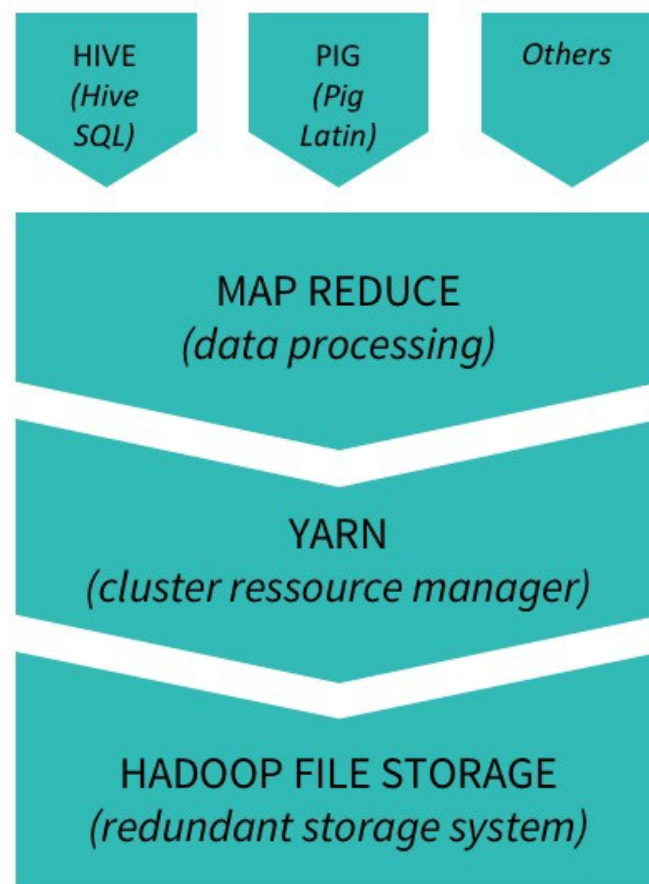 HIVE
(Hive
SQL)
PIG
(Pig
Latin)
Others
MAP REDUCE
(data processing)
YARN
(cluster ressource manager)
HADOOP FILE STORAGE
(redundant storage system)